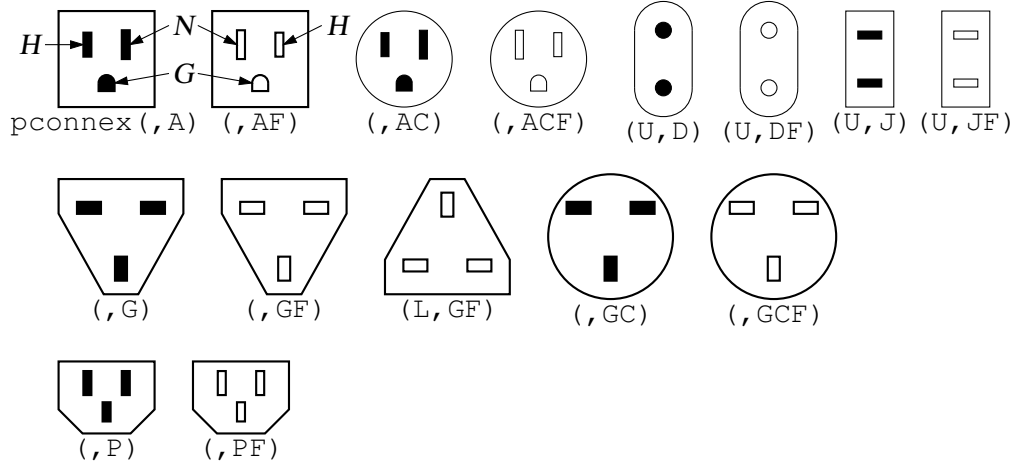 H N H
G
pconnex(,A) (,AF) (,AC) (,ACF) (U,D) (U,DF) (U,J) (U,JF)
(,G) (,GF) (L,GF) (,GC) (,GCF)
(,P) (,PF)